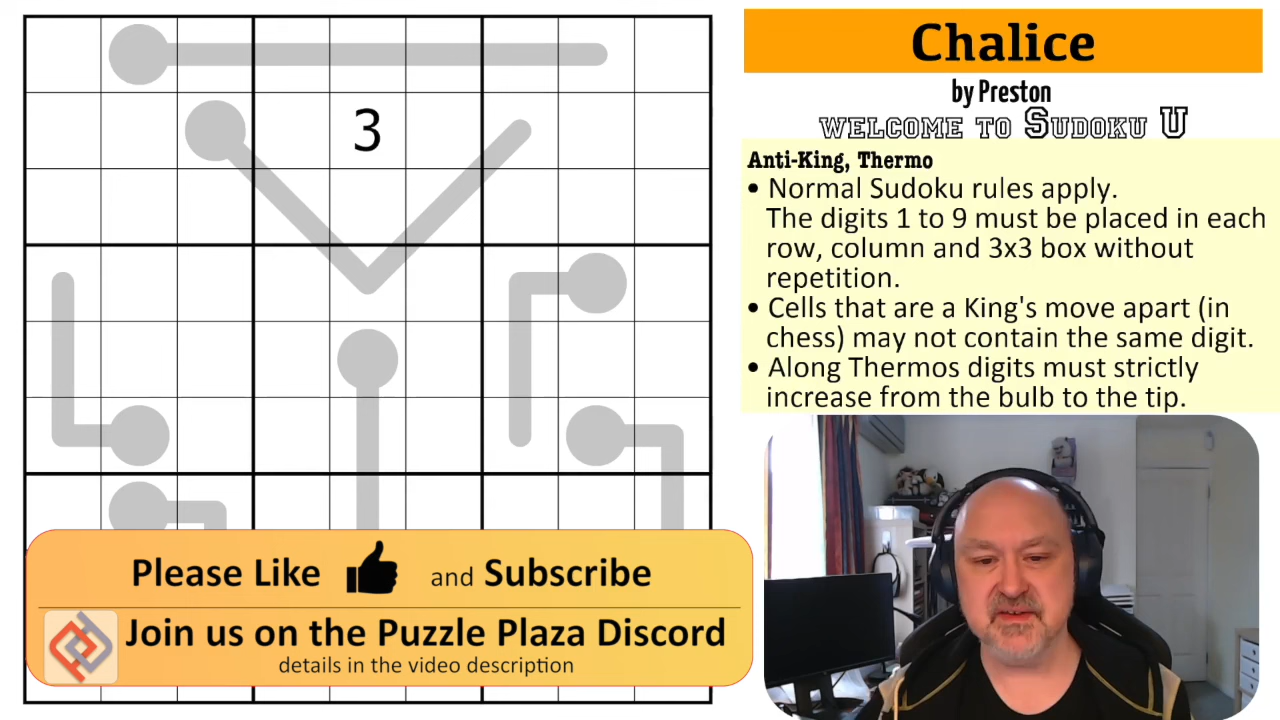 Chalice
by Preston
WELCOME TO SUDOKU U
3
Anti-King, Thermo
• Normal Sudoku rules apply.
The digits 1 to 9 must be placed in each
row, column and 3x3 box without
repetition.
• Cells that are a King's move apart (in
chess) may not contain the same digit.
• Along Thermos digits must strictly
increase from the bulb to the tip.
Please Like and Subscribe
Join us on the Puzzle Plaza Discord
details in the video description